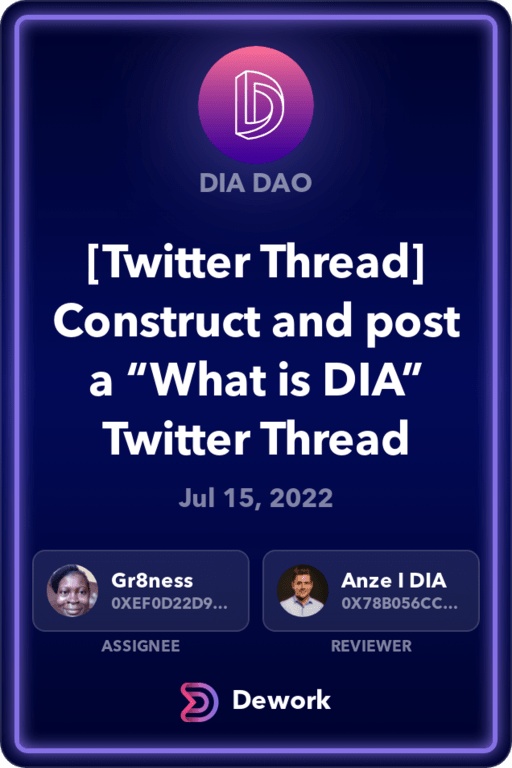 DIA DAO
[Twitter Thread]
Construct and post
a “What is DIA”
Twitter Thread
Jul 15, 2022
Gr8ness
0XEF0D22D9...
ASSIGNEE
Anze I DIA
0X78B056CC...
REVIEWER
Dework